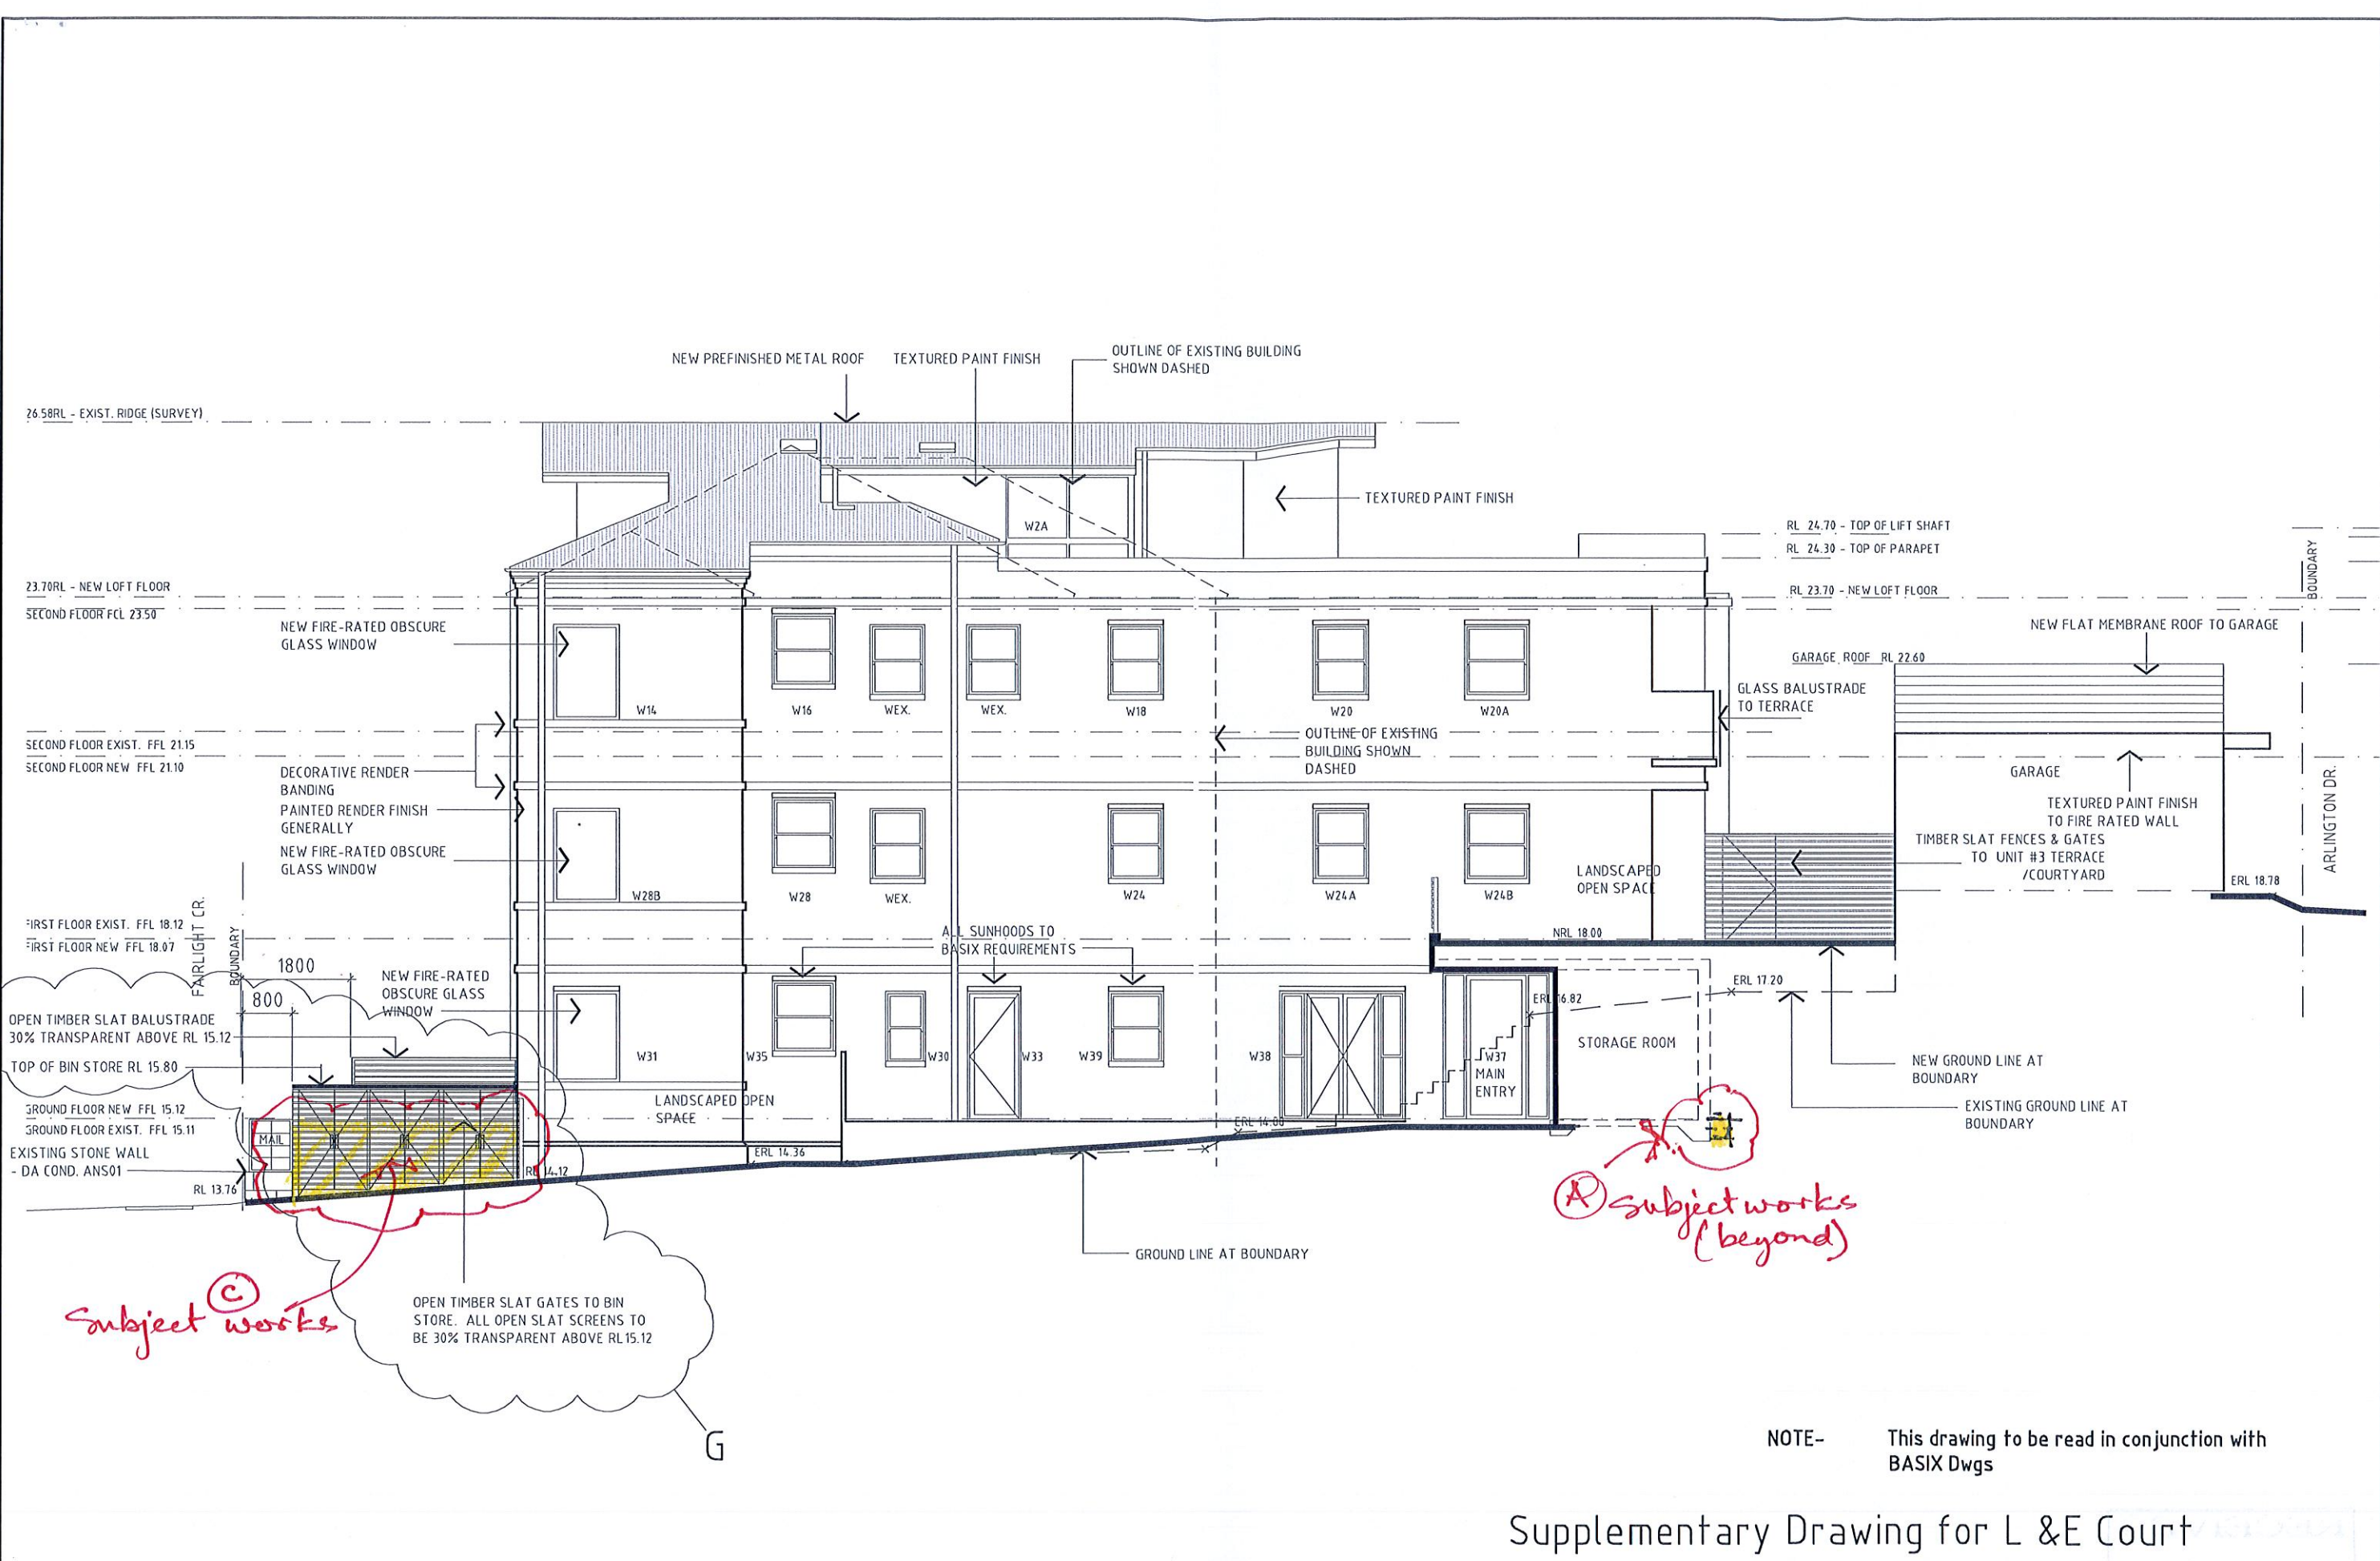 NEW PREFINISHED METAL ROOF
TEXTURED PAINT FINISH
OUTLINE OF EXISTING BUILDING
SHOWN DASHED
26.58RL - EXIST. RIDGE (SURVEY)
TEXTURED PAINT FINISH
W2A
RL 24.70 - TOP OF LIFT SHAFT
RL 24.30 - TOP OF PARAPET
BOUNDARY
23.70RL - NEW LOFT FLOOR
RL 23.70 - NEW LOFT FLOOR
SECOND FLOOR FCL 23.50
NEW FIRE-RATED OBSCURE
GLASS WINDOW
NEW FLAT MEMBRANE ROOF TO GARAGE
GARAGE ROOF RL 22.60
GLASS BALUSTRADE
TO TERRACE
W14
W16
WEX.
WEX.
W18
W20
W20A
OUTLINE OF EXISTING
BUILDING SHOWN
DASHED
SECOND FLOOR EXIST. FFL 21.15
SECOND FLOOR NEW FFL 21.10
DECORATIVE RENDER
BANDING
PAINTED RENDER FINISH
GENERALLY
NEW FIRE-RATED OBSCURE
GLASS WINDOW
GARAGE
TEXTURED PAINT FINISH
TO FIRE RATED WALL
TIMBER SLAT FENCES & GATES
TO UNIT #3 TERRACE
/COURTYARD
ARLINGTON DR.
LANDSCAPED
OPEN SPACE
ERL 18.78
W28B
W28
WEX.
W24
W24A
W24B
FIRST FLOOR EXIST. FFL 18.12
FIRST FLOOR NEW FFL 18.07
FAIRLIGHT CR.
BOUNDARY
ALL SUNHOODS TO
BASIX REQUIREMENTS
NRL 18.00
1800
800
NEW FIRE-RATED
OBSCURE GLASS
WINDOW
ERL 17.20
ERL 16.82
OPEN TIMBER SLAT BALUSTRADE
30% TRANSPARENT ABOVE RL 15.12
TOP OF BIN STORE RL 15.80
W31
W35
W30
W33
W39
W38
W37
MAIN
ENTRY
STORAGE ROOM
NEW GROUND LINE AT
BOUNDARY
EXISTING GROUND LINE AT
BOUNDARY
LANDSCAPED OPEN
SPACE
GROUND FLOOR NEW FFL 15.12
GROUND FLOOR EXIST. FFL 15.11
MAIL
EXISTING STONE WALL
- DA COND. ANS01
RL 13.76
RL 14.12
ERL 14.36
ERL 14.88
A Subject works
(beyond)
GROUND LINE AT BOUNDARY
C
Subject works
OPEN TIMBER SLAT GATES TO BIN
STORE. ALL OPEN SLAT SCREENS TO
BE 30% TRANSPARENT ABOVE RL15.12
G
NOTE- This drawing to be read in conjunction with
BASIX Dwgs
Supplementary Drawing for L &E Court